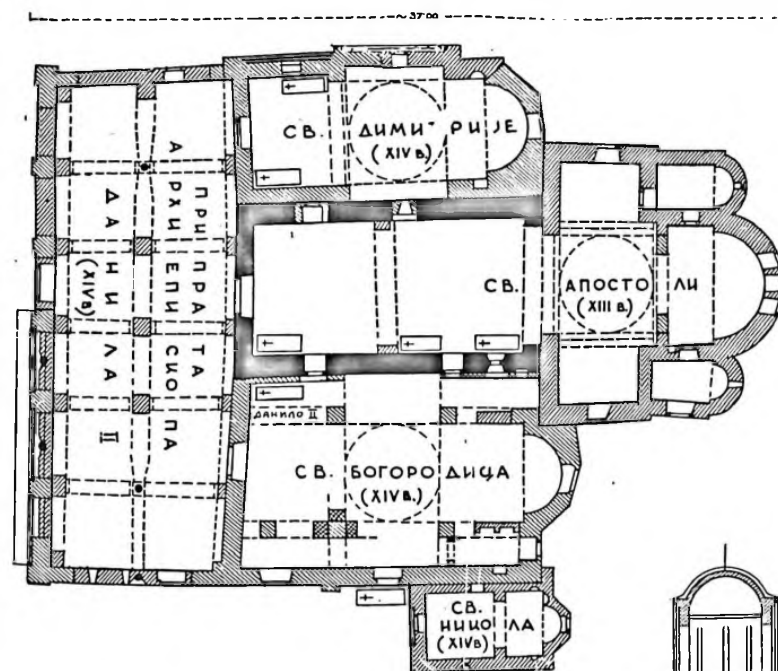 ~ 37·00
СВ. ДИМИТРИЈЕ
(XIV в.)
ПРИПРАТА
АРХИЕПИСКОПА
ДАНИЛА II
(XIV в)
СВ. АПОСТОЛИ
(XIII в.)
ДАНИЛО II
СВ. БОГОРОДИЦА
(XIV в.)
СВ.
НИКОЛА
(XIV в)